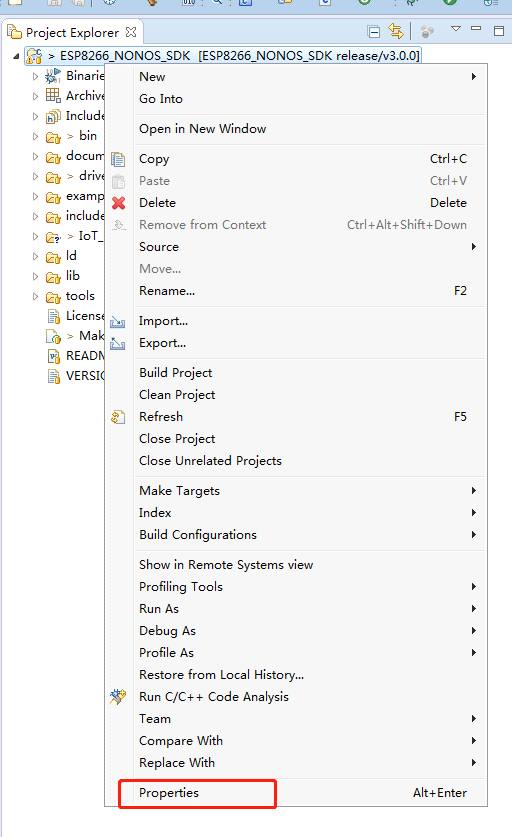 Project Explorer
> ESP8266_NONOS_SDK [ESP8266_NONOS_SDK release/v3.0.0]
Binarie
Archive
Include
> bin
docum
> drive
examp
include
> IoT_
ld
lib
tools
License
> Mak
READM
VERSIO
New
Go Into
Open in New Window
Copy Ctrl+C
Paste Ctrl+V
Delete Delete
Remove from Context Ctrl+Alt+Shift+Down
Source
Move...
Rename... F2
Import...
Export...
Build Project
Clean Project
Refresh F5
Close Project
Close Unrelated Projects
Make Targets
Index
Build Configurations
Show in Remote Systems view
Profiling Tools
Run As
Debug As
Profile As
Restore from Local History...
Run C/C++ Code Analysis
Team
Compare With
Replace With
Properties Alt+Enter